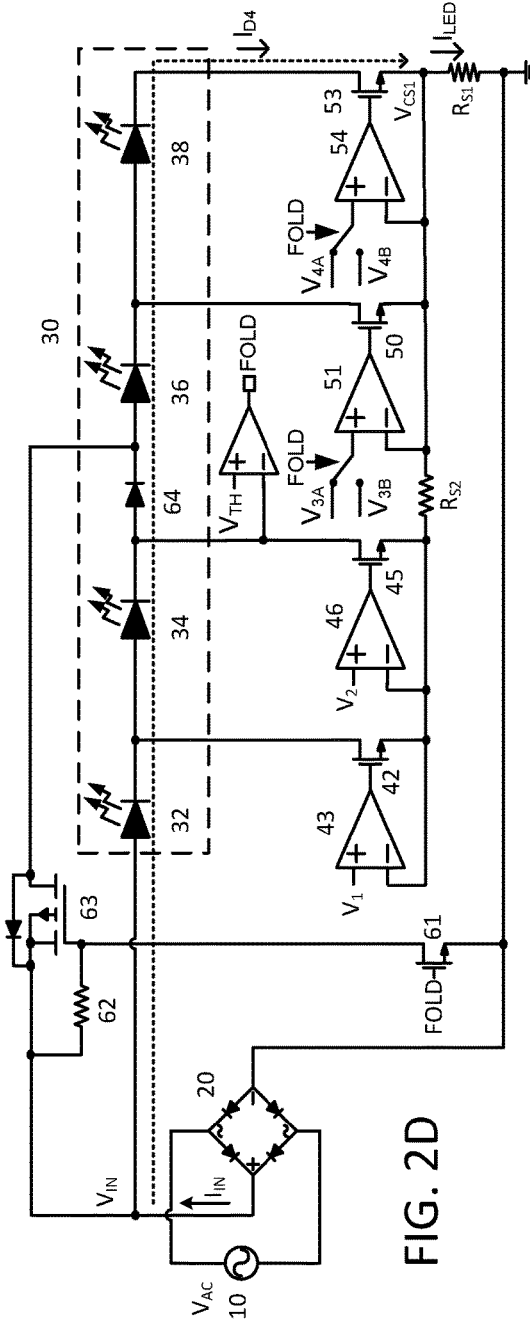 V_AC
10
V_IN
I_IN
20
62
63
FOLD
61
30
32
34
64
36
38
I_D4
V_1
43
42
V_2
46
45
V_TH
FOLD
V_3A
V_3B
FOLD
51
50
V_4A
V_4B
FOLD
54
53
V_CS1
I_LED
R_S1
R_S2
FIG. 2D